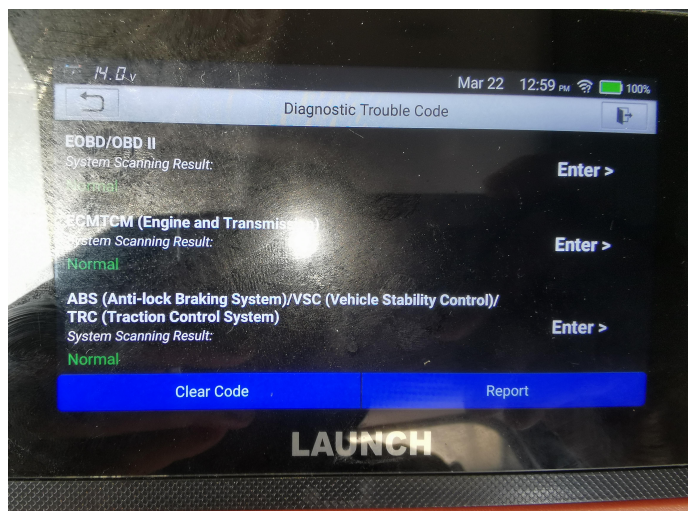 14.0v
Mar 22 12:59 PM 100%
Diagnostic Trouble Code
EOBD/OBD II
System Scanning Result:
Normal
Enter >
ECMTCM (Engine and Transmission)
System Scanning Result:
Normal
Enter >
ABS (Anti-lock Braking System)/VSC (Vehicle Stability Control)/
TRC (Traction Control System)
System Scanning Result:
Normal
Enter >
Clear Code
Report
LAUNCH